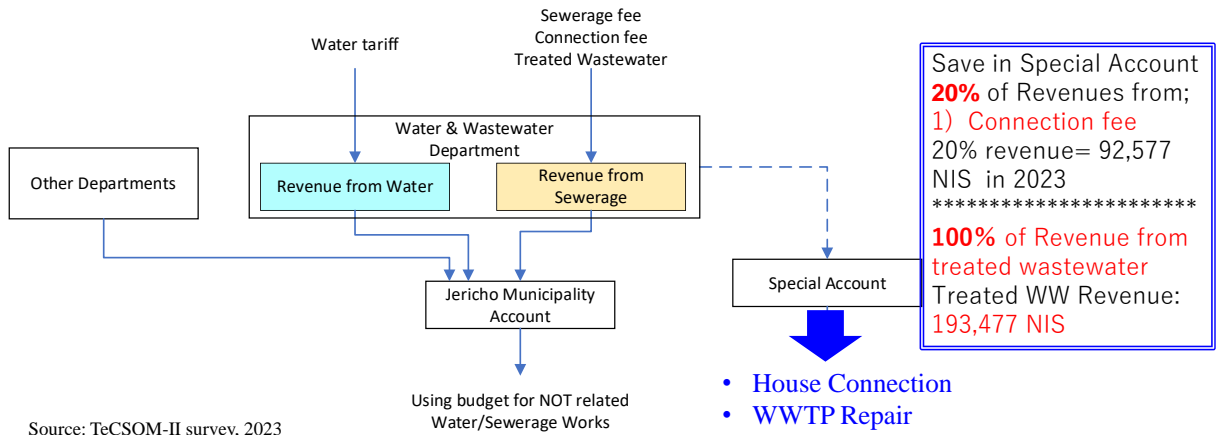 Water tariff
Sewerage fee
Connection fee
Treated Wastewater
Water & Wastewater
Department
Other Departments
Revenue from Water
Revenue from
Sewerage
Jericho Municipality
Account
Special Account
Using budget for NOT related
Water/Sewerage Works
Save in Special Account
20% of Revenues from;
1) Connection fee
20% revenue= 92,577
NIS in 2023
***********************
100% of Revenue from
treated wastewater
Treated WW Revenue:
193,477 NIS
• House Connection
• WWTP Repair
Source: TeCSOM-II survey, 2023